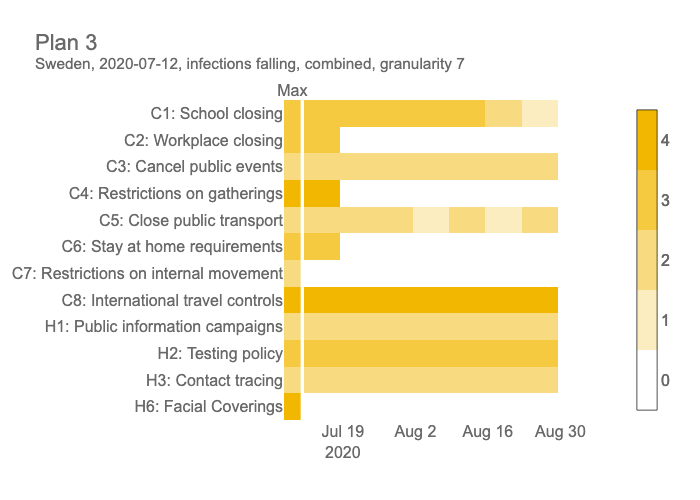 Plan 3
Sweden, 2020-07-12, infections falling, combined, granularity 7
Max
C1: School closing
C2: Workplace closing
C3: Cancel public events
C4: Restrictions on gatherings
C5: Close public transport
C6: Stay at home requirements
C7: Restrictions on internal movement
C8: International travel controls
H1: Public information campaigns
H2: Testing policy
H3: Contact tracing
H6: Facial Coverings
Jul 19 Aug 2 Aug 16 Aug 30
2020
4
3
2
1
0